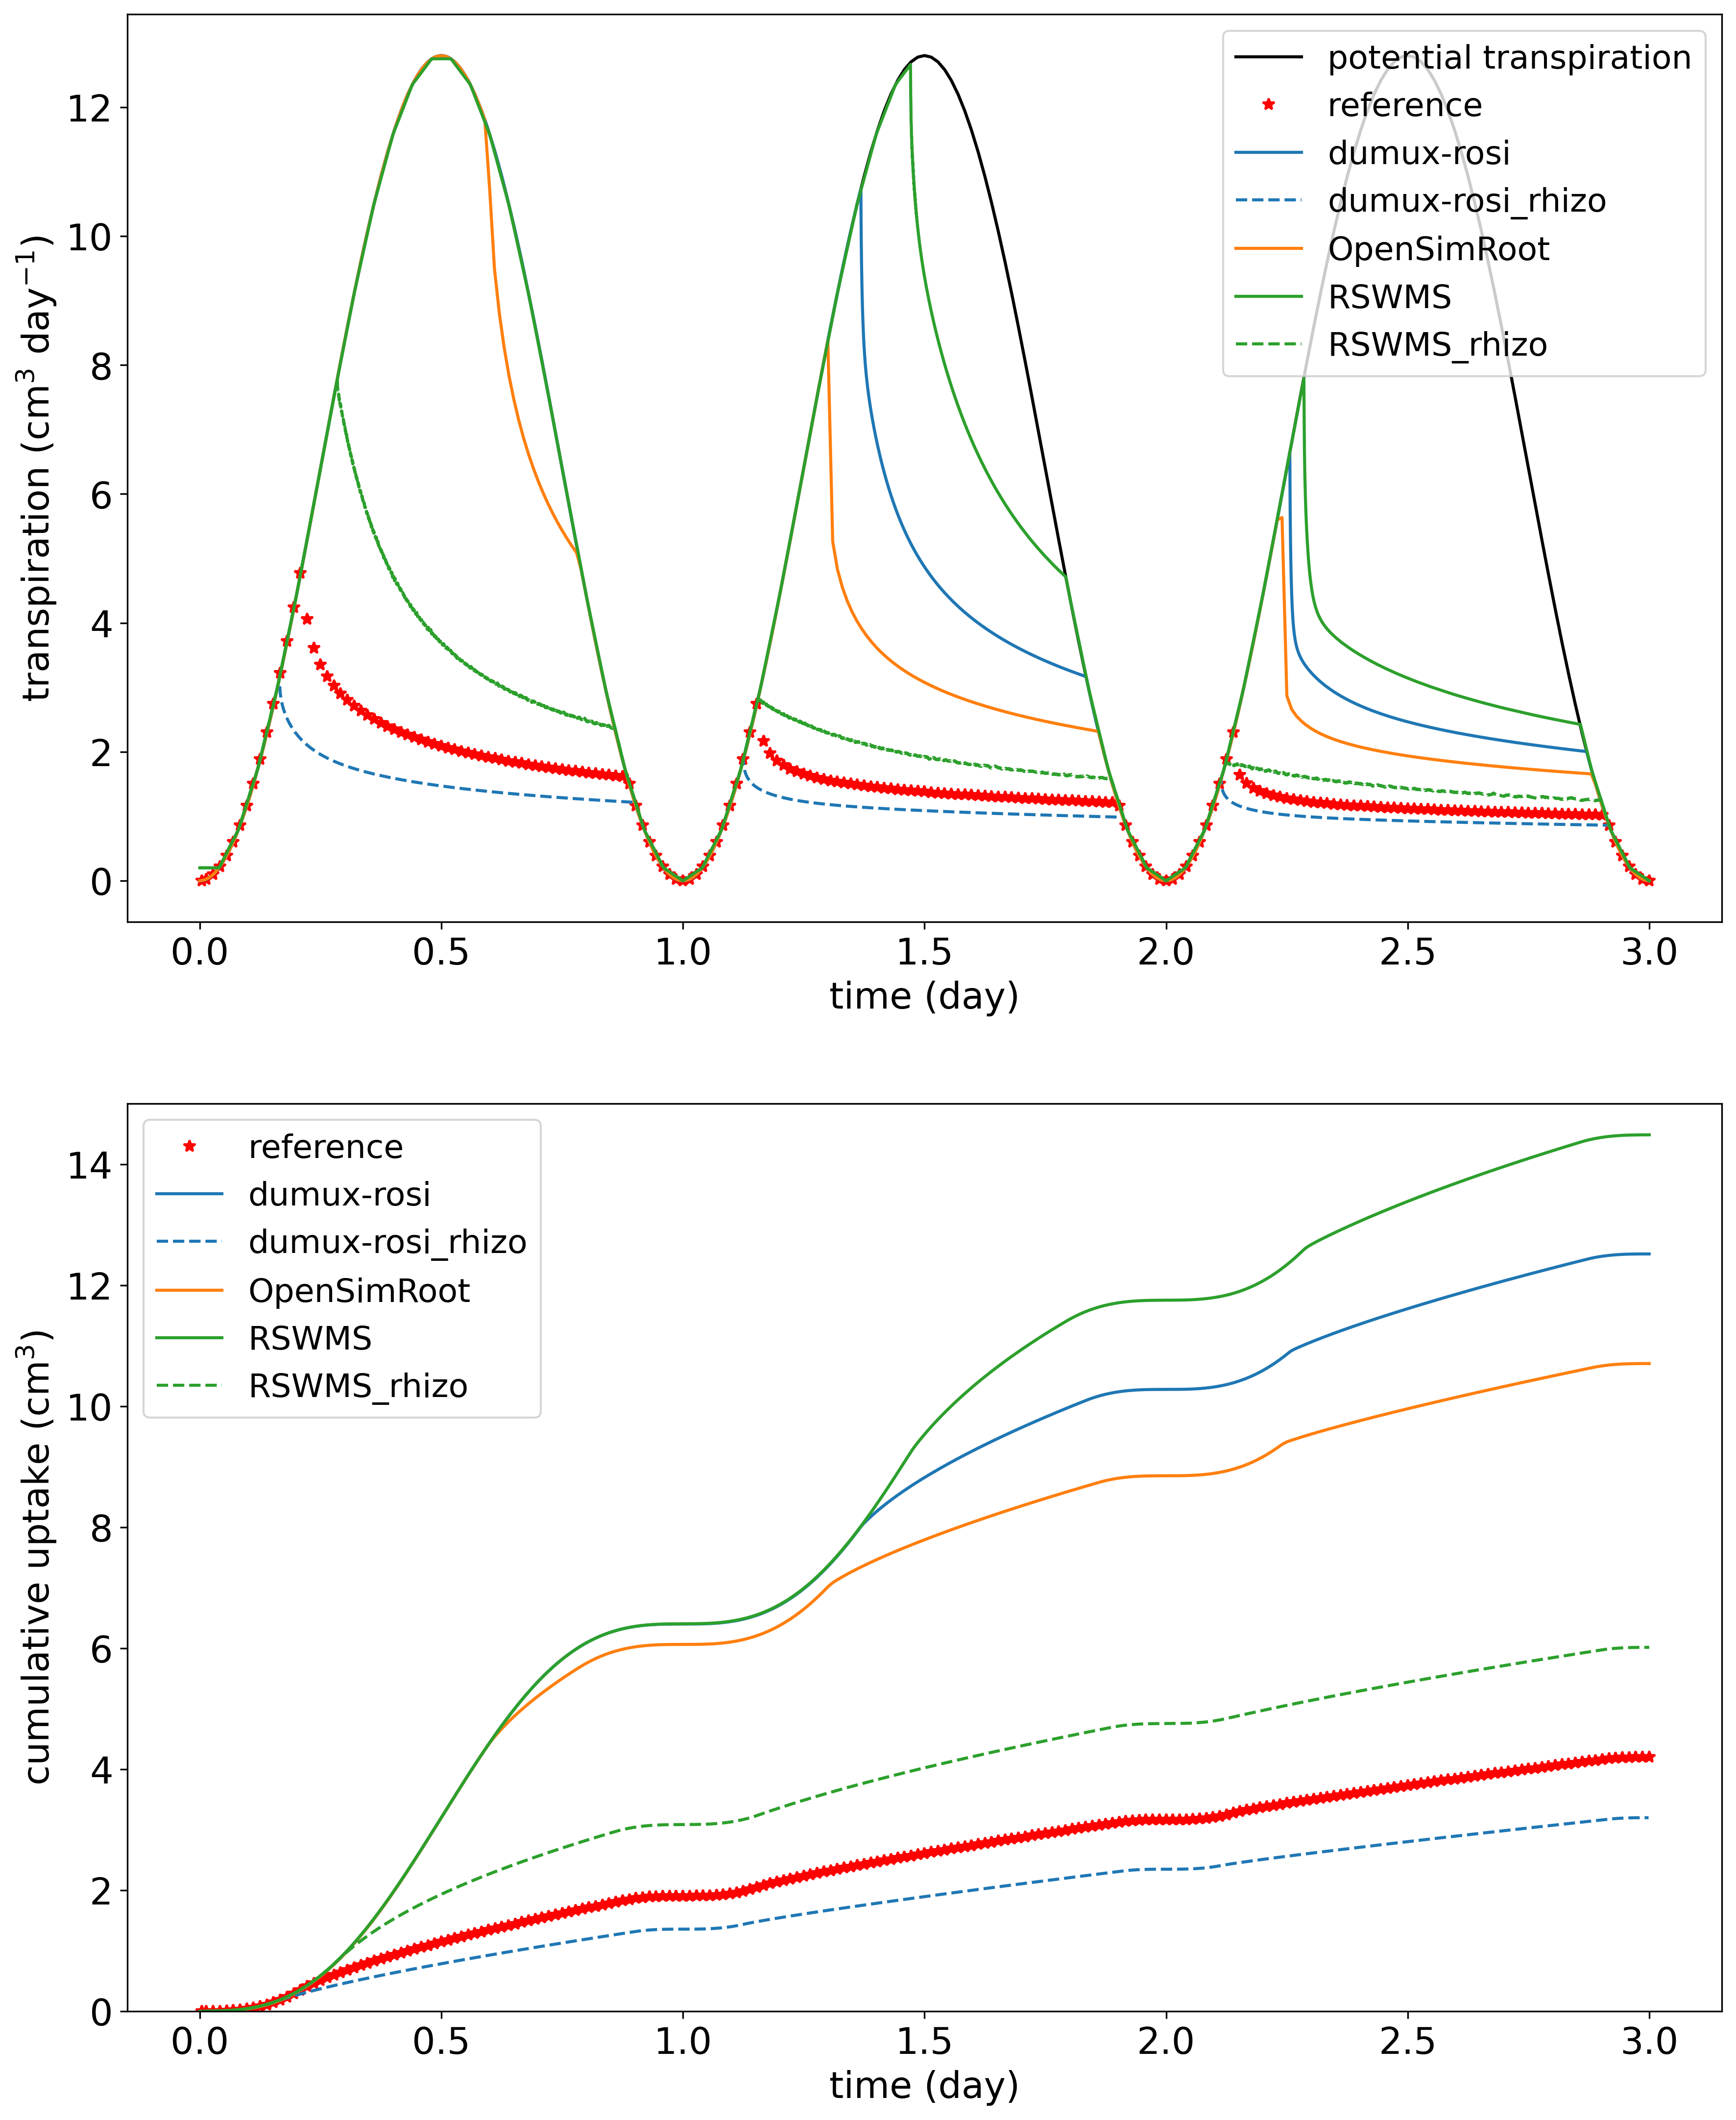 potential transpiration
reference
dumux-rosi
dumux-rosi_rhizo
OpenSimRoot
RSWMS
RSWMS_rhizo
transpiration (cm³ day⁻¹)
12
10
8
6
4
2
0
0.0 0.5 1.0 1.5 2.0 2.5 3.0
time (day)
reference
dumux-rosi
dumux-rosi_rhizo
OpenSimRoot
RSWMS
RSWMS_rhizo
cumulative uptake (cm³)
14
12
10
8
6
4
2
0
0.0 0.5 1.0 1.5 2.0 2.5 3.0
time (day)